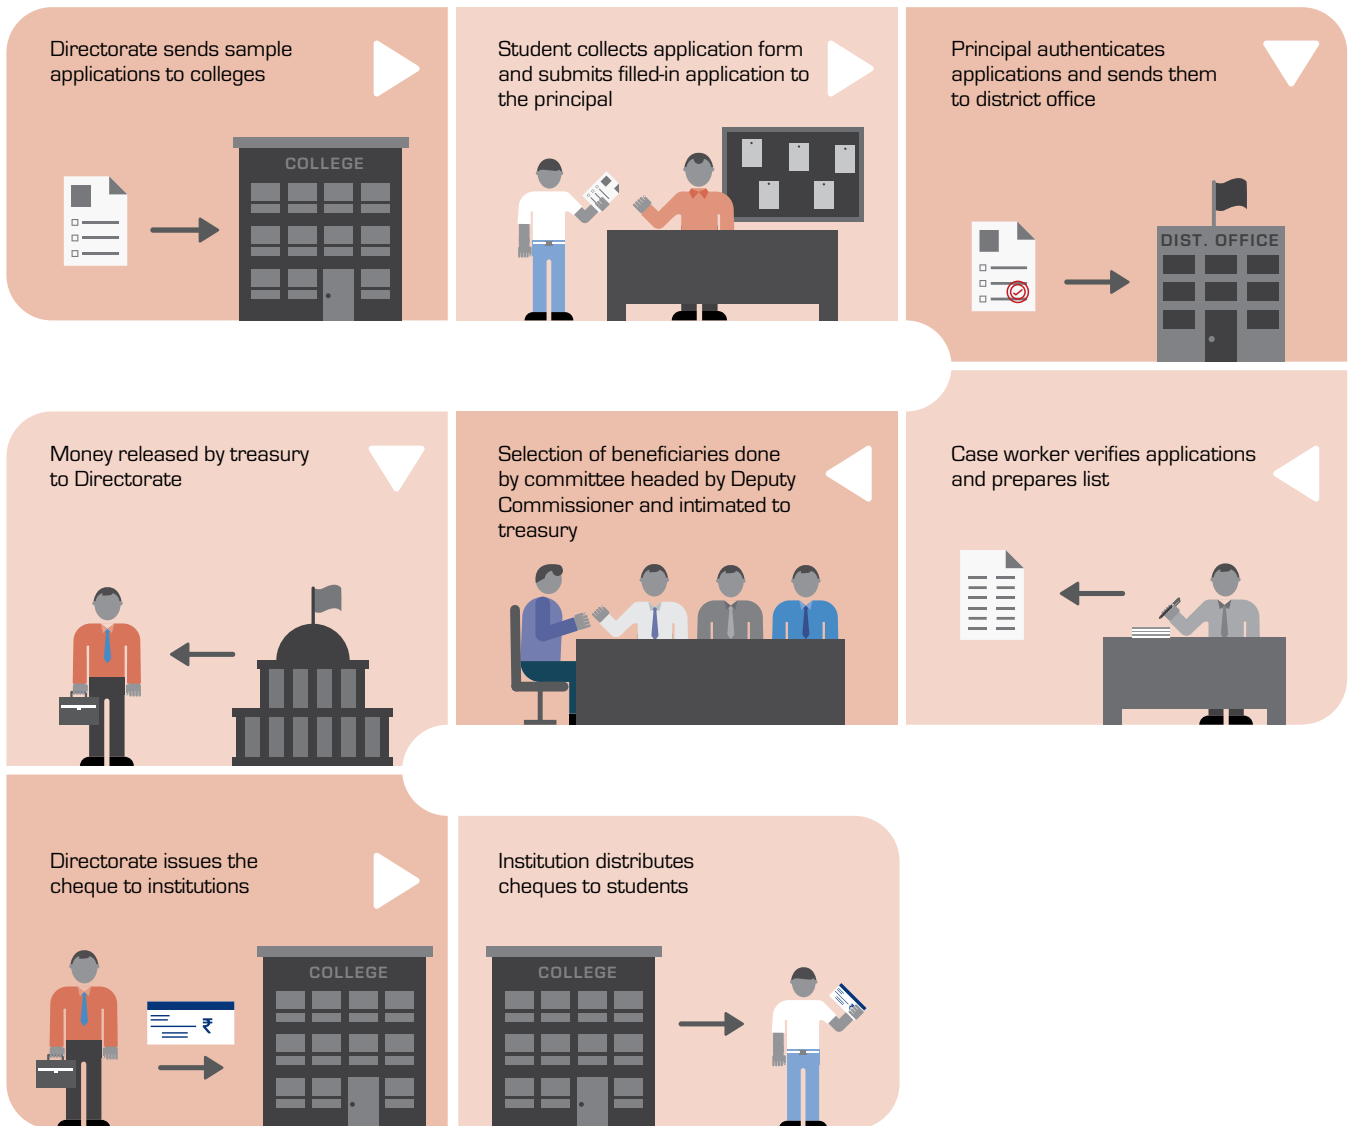 Directorate sends sample
applications to colleges
COLLEGE
Student collects application form
and submits filled-in application to
the principal
Principal authenticates
applications and sends them
to district office
DIST. OFFICE
Case worker verifies applications
and prepares list
Selection of beneficiaries done
by committee headed by Deputy
Commissioner and intimated to
treasury
Money released by treasury
to Directorate
Directorate issues the
cheque to institutions
₹
COLLEGE
Institution distributes
cheques to students
COLLEGE
₹